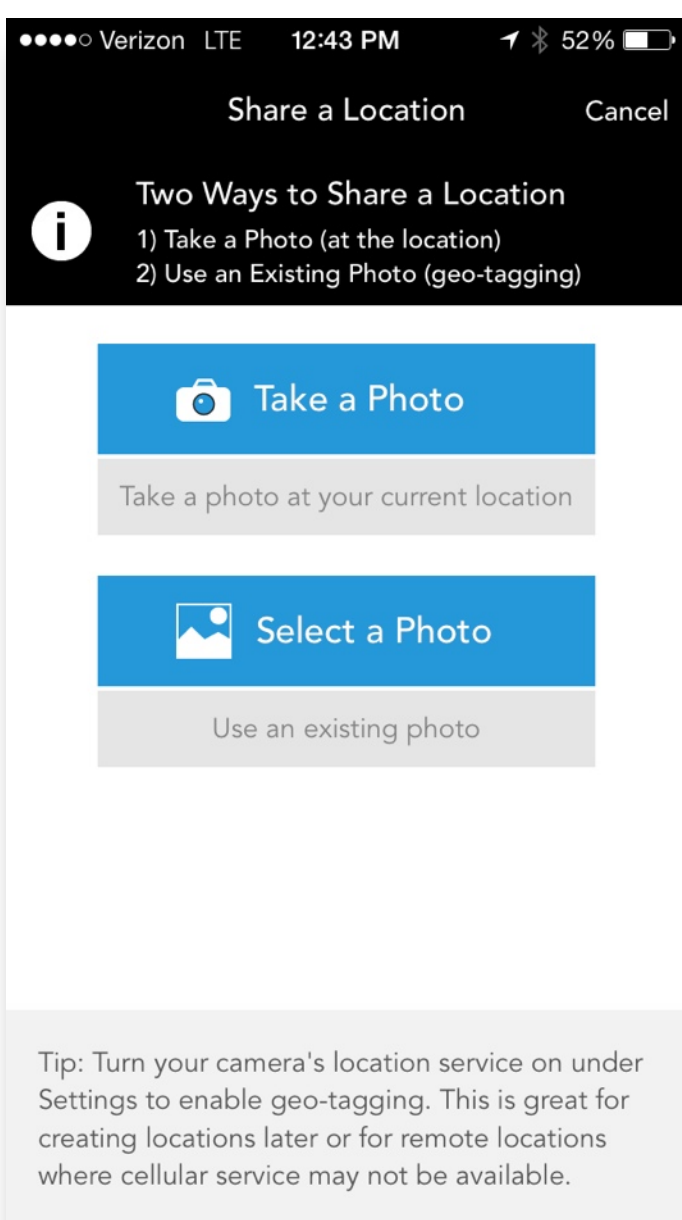 Verizon LTE 12:43 PM 52%
Share a Location Cancel
Two Ways to Share a Location
1) Take a Photo (at the location)
2) Use an Existing Photo (geo-tagging)
Take a Photo
Take a photo at your current location
Select a Photo
Use an existing photo
Tip: Turn your camera's location service on under
Settings to enable geo-tagging. This is great for
creating locations later or for remote locations
where cellular service may not be available.